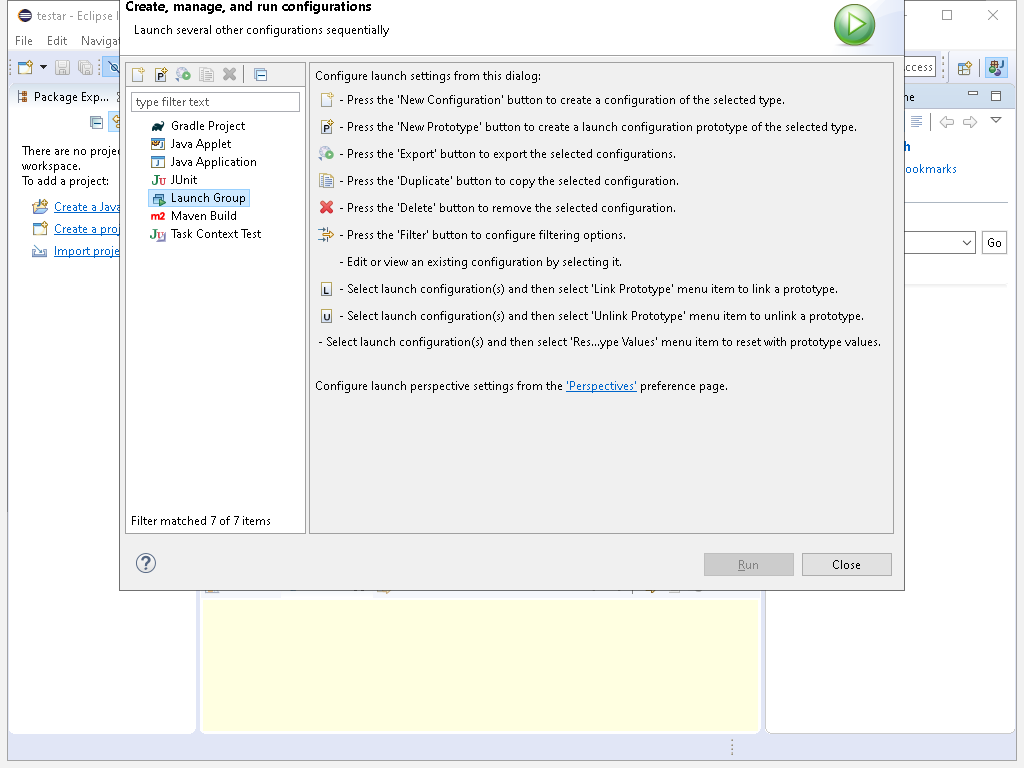 Create, manage, and run configurations
testar - Eclipse I
Launch several other configurations sequentially
File Edit Navigat
ccess
Package Exp...
type filter text
Configure launch settings from this dialog:
- Press the 'New Configuration' button to create a configuration of the selected type.
Gradle Project
- Press the 'New Prototype' button to create a launch configuration prototype of the selected type.
Java Applet
There are no proje
workspace.
To add a project:
- Press the 'Export' button to export the selected configurations.
Java Application
ookmarks
JUnit
- Press the 'Duplicate' button to copy the selected configuration.
Launch Group
Create a Java
- Press the 'Delete' button to remove the selected configuration.
Maven Build
Create a proj
- Press the 'Filter' button to configure filtering options.
Task Context Test
Go
Import proje
- Edit or view an existing configuration by selecting it.
- Select launch configuration(s) and then select 'Link Prototype' menu item to link a prototype.
- Select launch configuration(s) and then select 'Unlink Prototype' menu item to unlink a prototype.
- Select launch configuration(s) and then select 'Res...ype Values' menu item to reset with prototype values.
Configure launch perspective settings from the 'Perspectives' preference page.
Filter matched 7 of 7 items
Run
Close